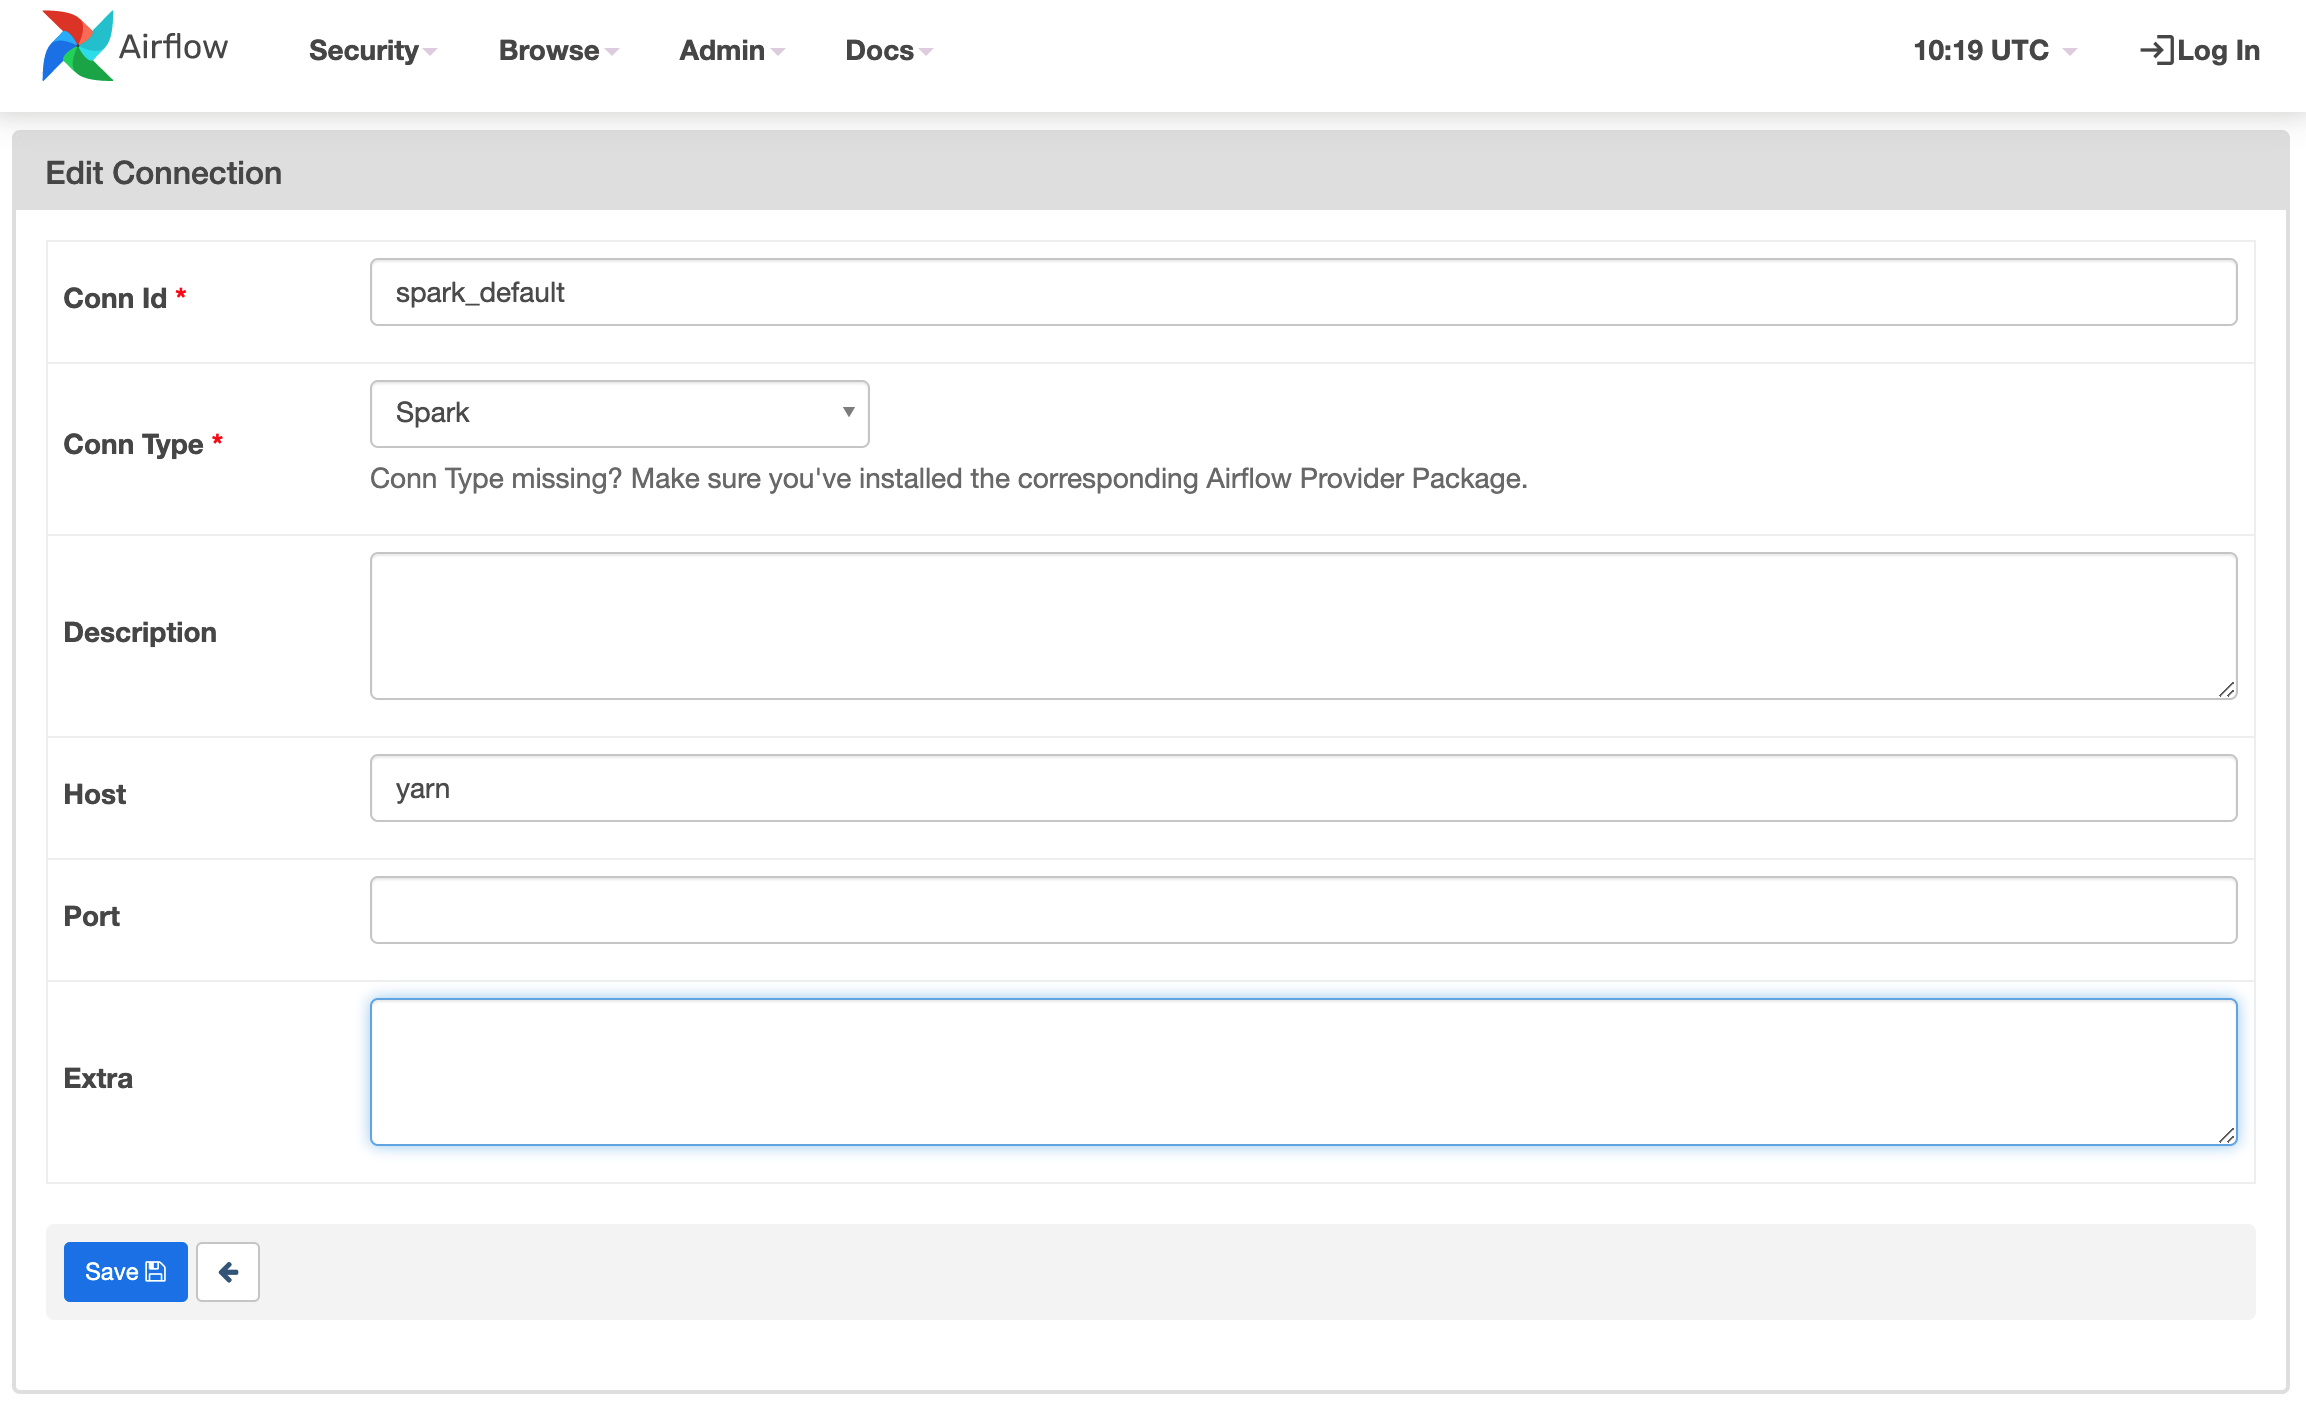 Airflow Security Browse Admin Docs 10:19 UTC Log In
Edit Connection
Conn Id * spark_default
Conn Type * Spark
Conn Type missing? Make sure you've installed the corresponding Airflow Provider Package.
Description
Host yarn
Port
Extra
Save